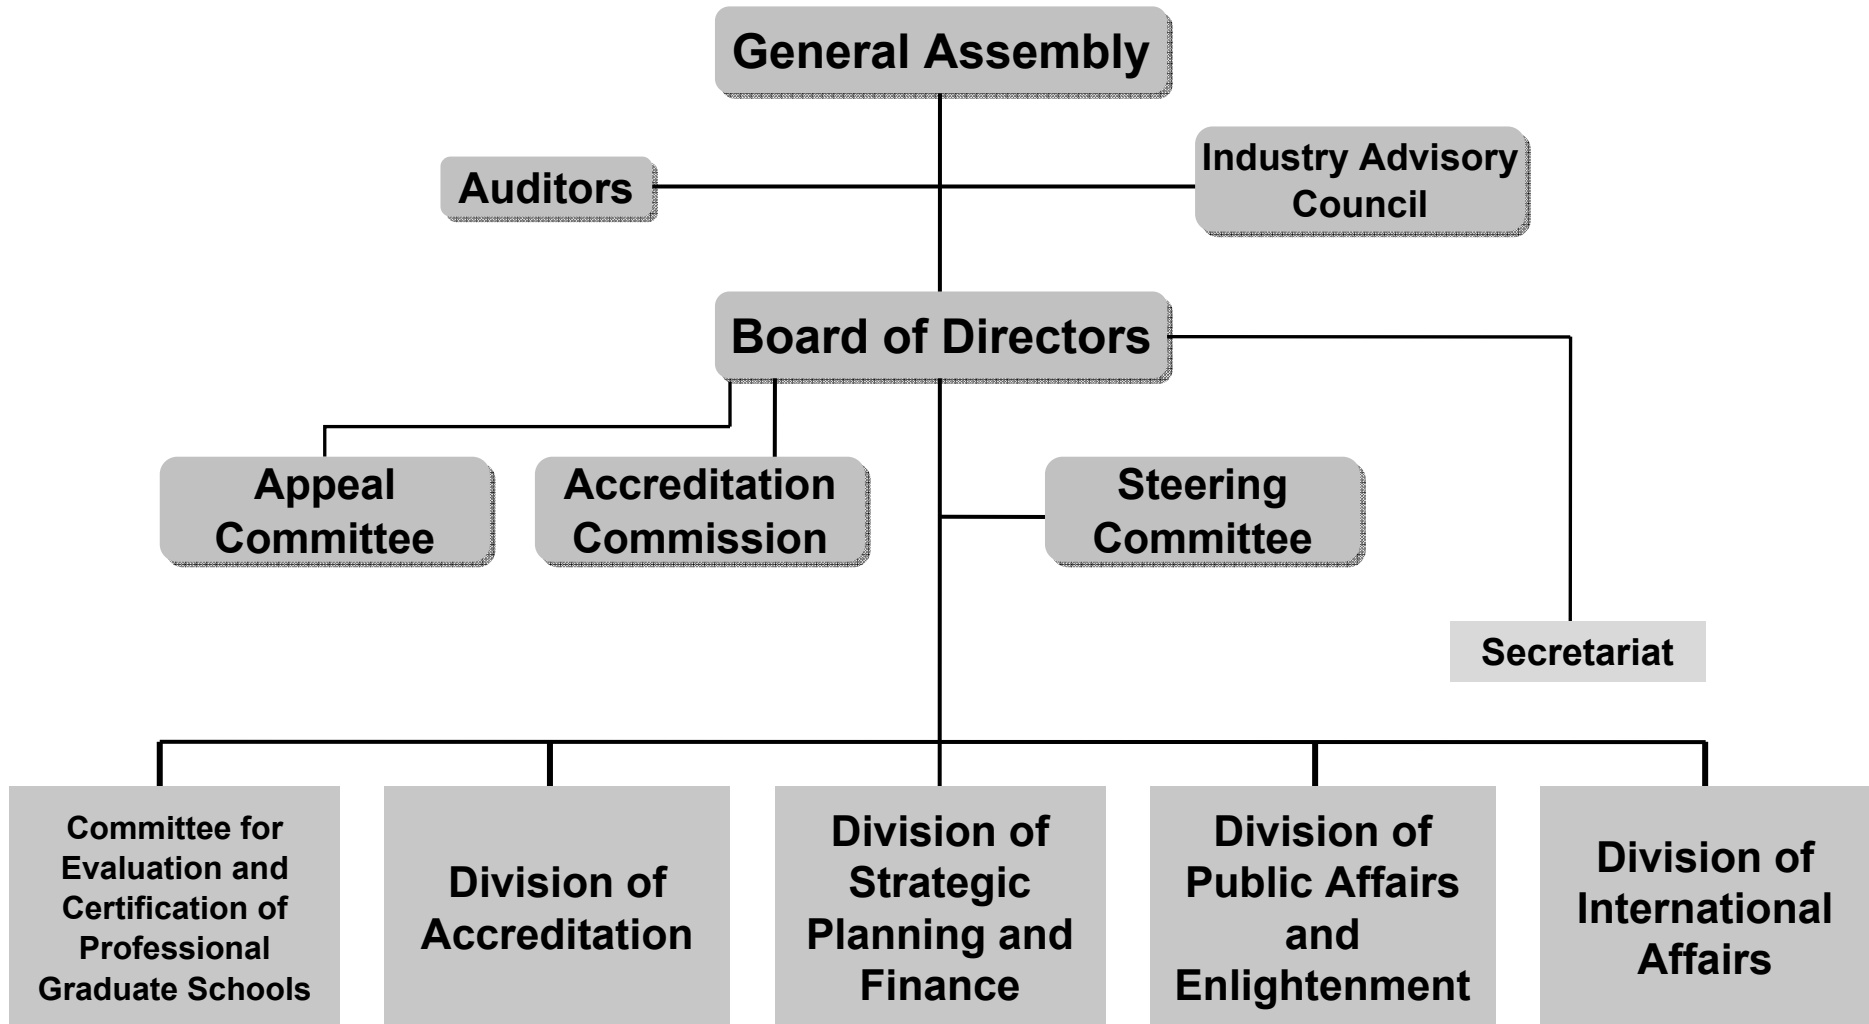 General Assembly
Auditors
Industry Advisory
Council
Board of Directors
Appeal
Committee
Accreditation
Commission
Steering
Committee
Secretariat
Committee for
Evaluation and
Certification of
Professional
Graduate Schools
Division of
Accreditation
Division of
Strategic
Planning and
Finance
Division of
Public Affairs
and
Enlightenment
Division of
International
Affairs